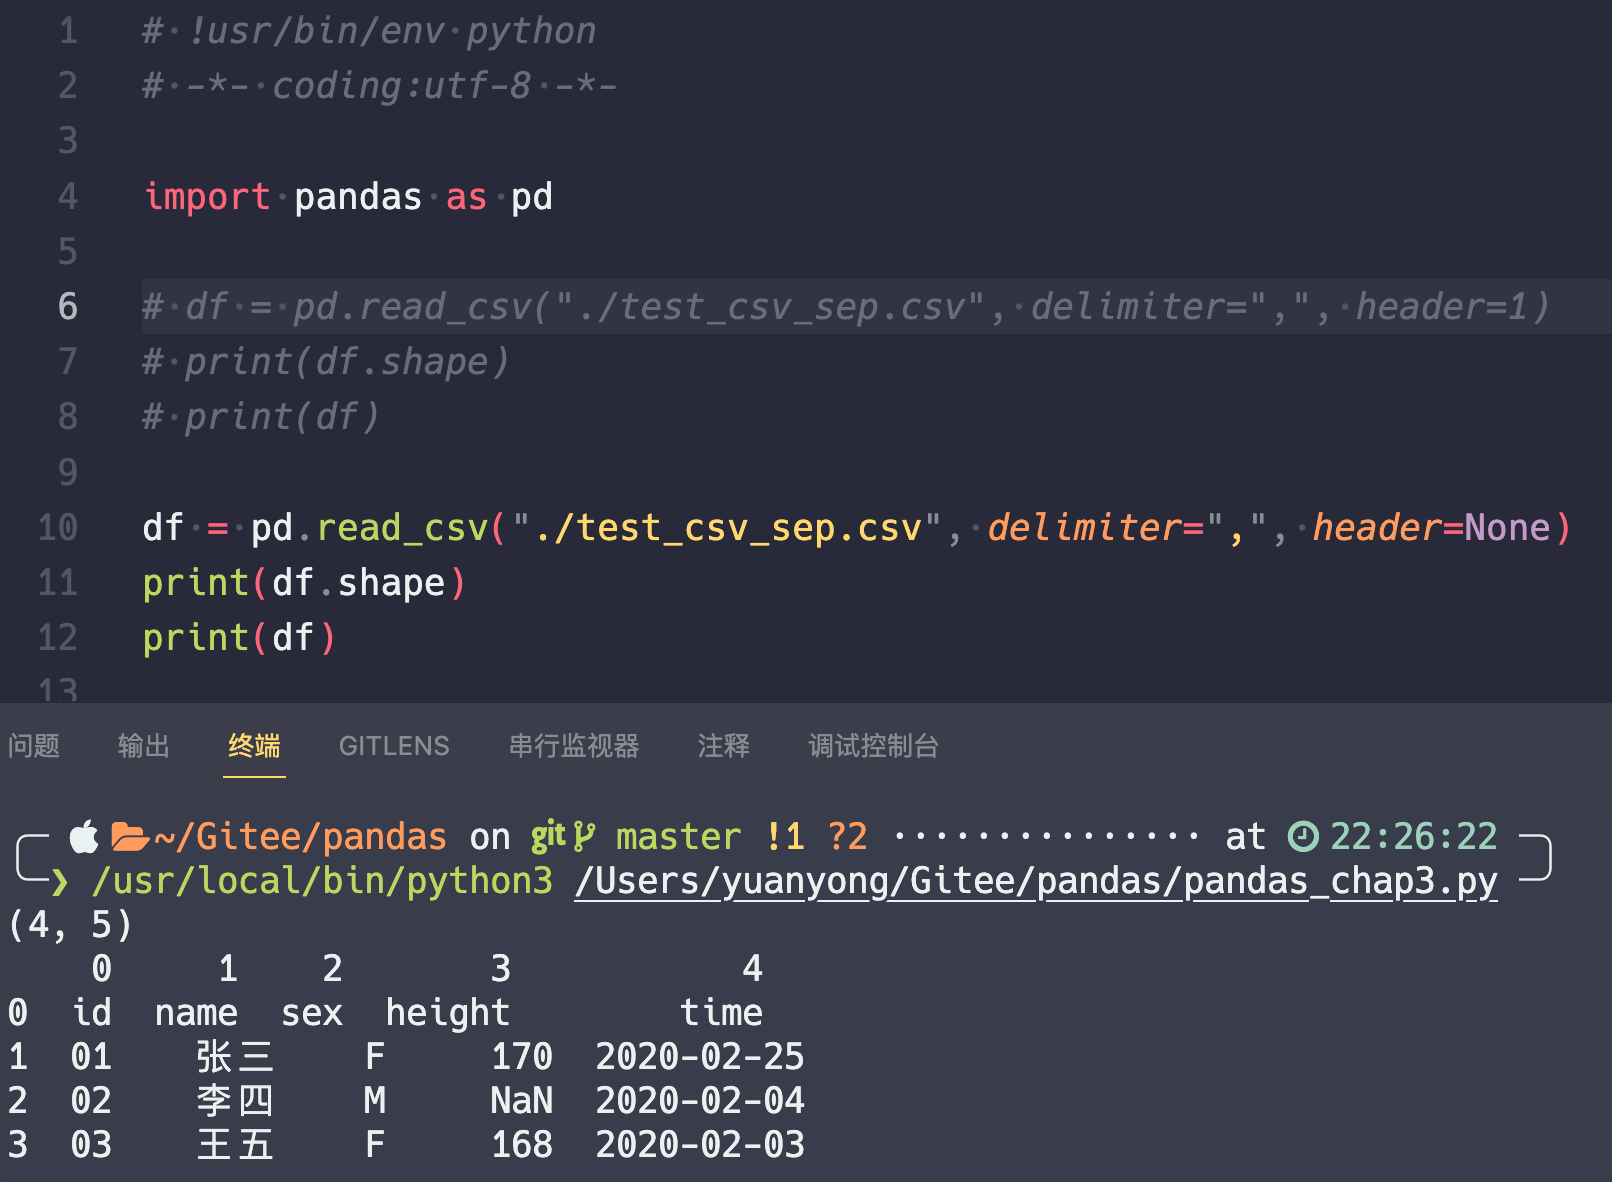 1 # !usr/bin/env python
2 # -*- coding:utf-8 -*-
3
4 import pandas as pd
5
6 # df = pd.read_csv("./test_csv_sep.csv", delimiter=",", header=1)
7 # print(df.shape)
8 # print(df)
9
10 df = pd.read_csv("./test_csv_sep.csv", delimiter=",", header=None)
11 print(df.shape)
12 print(df)
13
问题 输出 终端 GITLENS 串行监视器 注释 调试控制台
~/Gitee/pandas on git master !1 ?2 ··············· at 22:26:22
❯ /usr/local/bin/python3 /Users/yuanyong/Gitee/pandas/pandas_chap3.py
(4, 5)
0 1 2 3 4
0 id name sex height time
1 01 张三 F 170 2020-02-25
2 02 李四 M NaN 2020-02-04
3 03 王五 F 168 2020-02-03